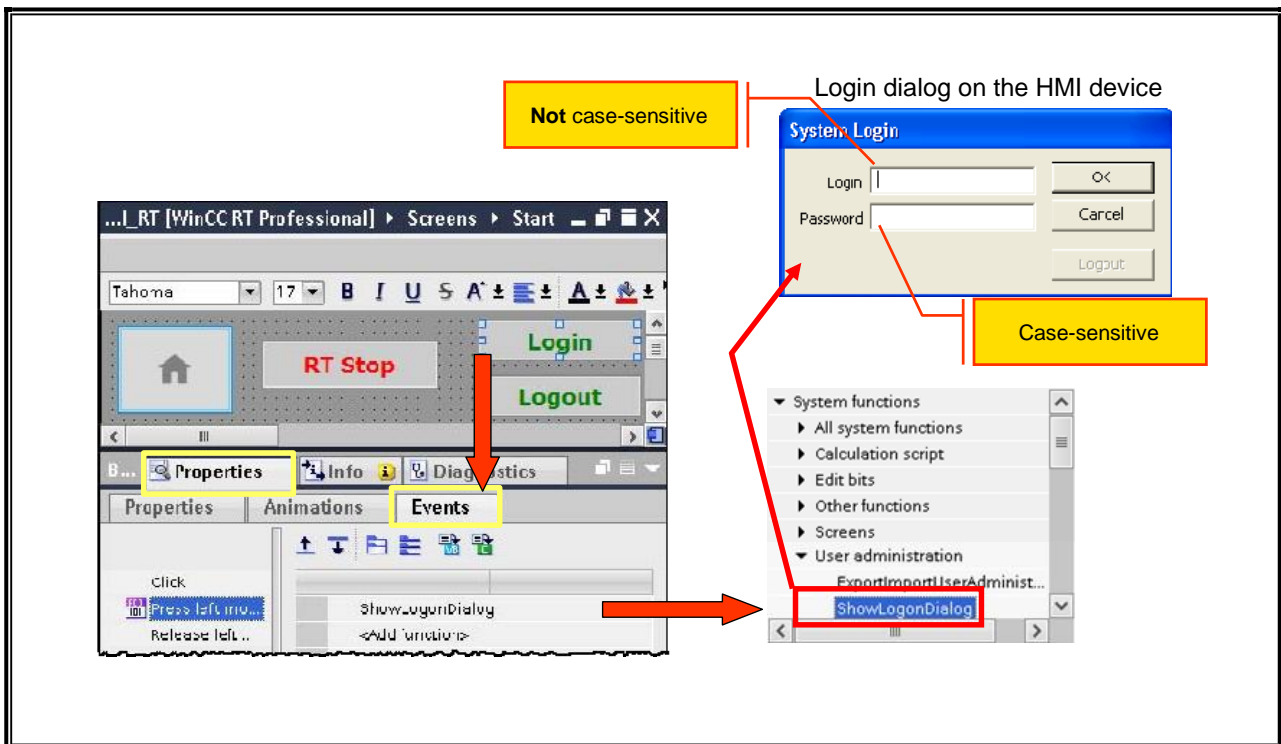 Login dialog on the HMI device
Not case-sensitive
System Login
Login
OK
Password
Cancel
Logout
Case-sensitive
...I_RT [WinCC RT Professional] ▸ Screens ▸ Start
Tahoma 17 B I U S A A
Login
RT Stop
Logout
B... Properties Info Diagnostics
Properties Animations Events
Click
Press left mo... ShowLogonDialog
Release left ... <Add function>
System functions
All system functions
Calculation script
Edit bits
Other functions
Screens
User administration
ExportImportUserAdminist...
ShowLogonDialog